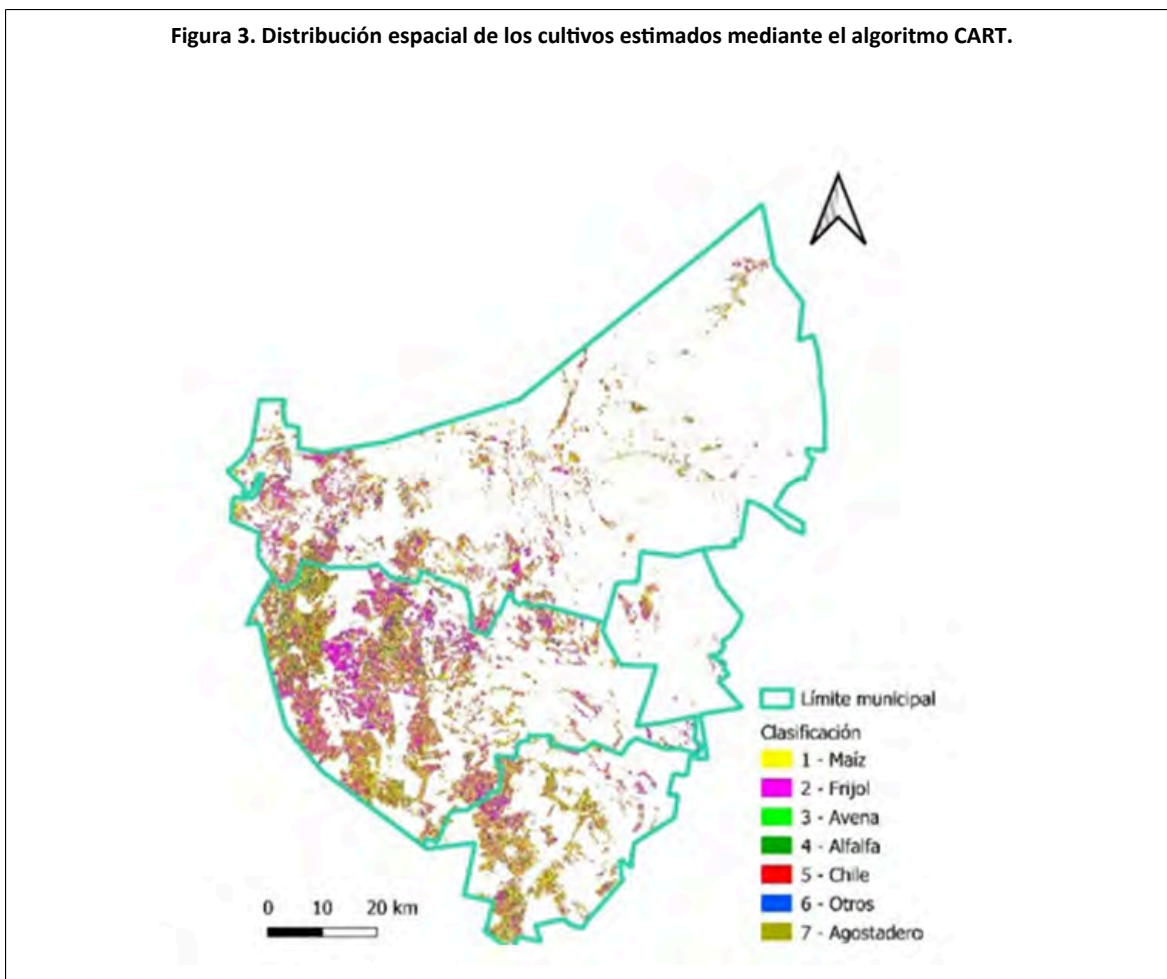 Figura 3. Distribución espacial de los cultivos estimados mediante el algoritmo CART.
Límite municipal
Clasificación
1 - Maíz
2 - Frijol
3 - Avena
4 - Alfalfa
5 - Chile
6 - Otros
7 - Agostadero
0 10 20 km